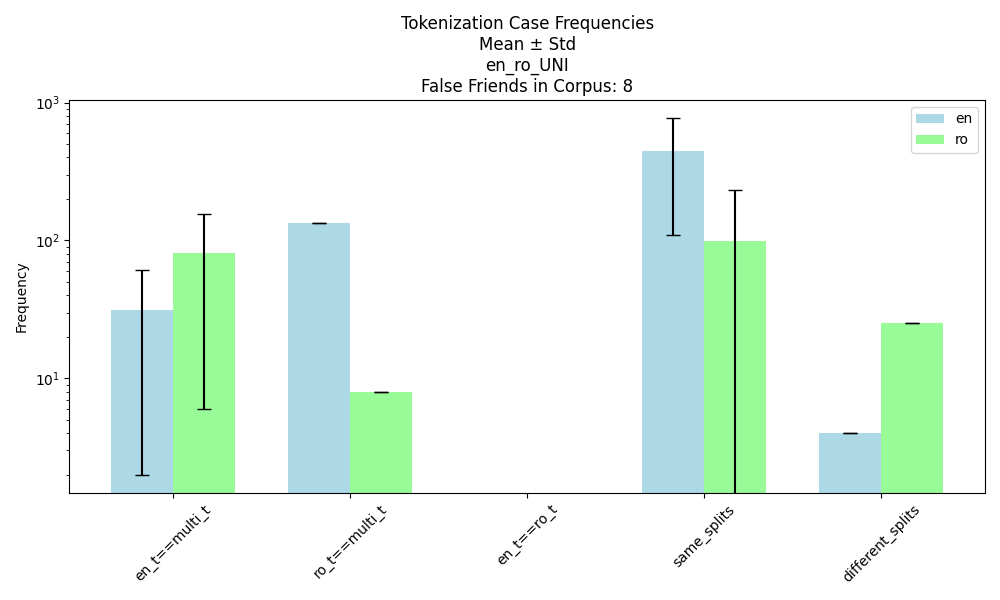 Tokenization Case Frequencies
Mean ± Std
en_ro_UNI
False Friends in Corpus: 8
10³
10²
10¹
Frequency
en
ro
en_t==multi_t
ro_t==multi_t
en_t==ro_t
same_splits
different_splits